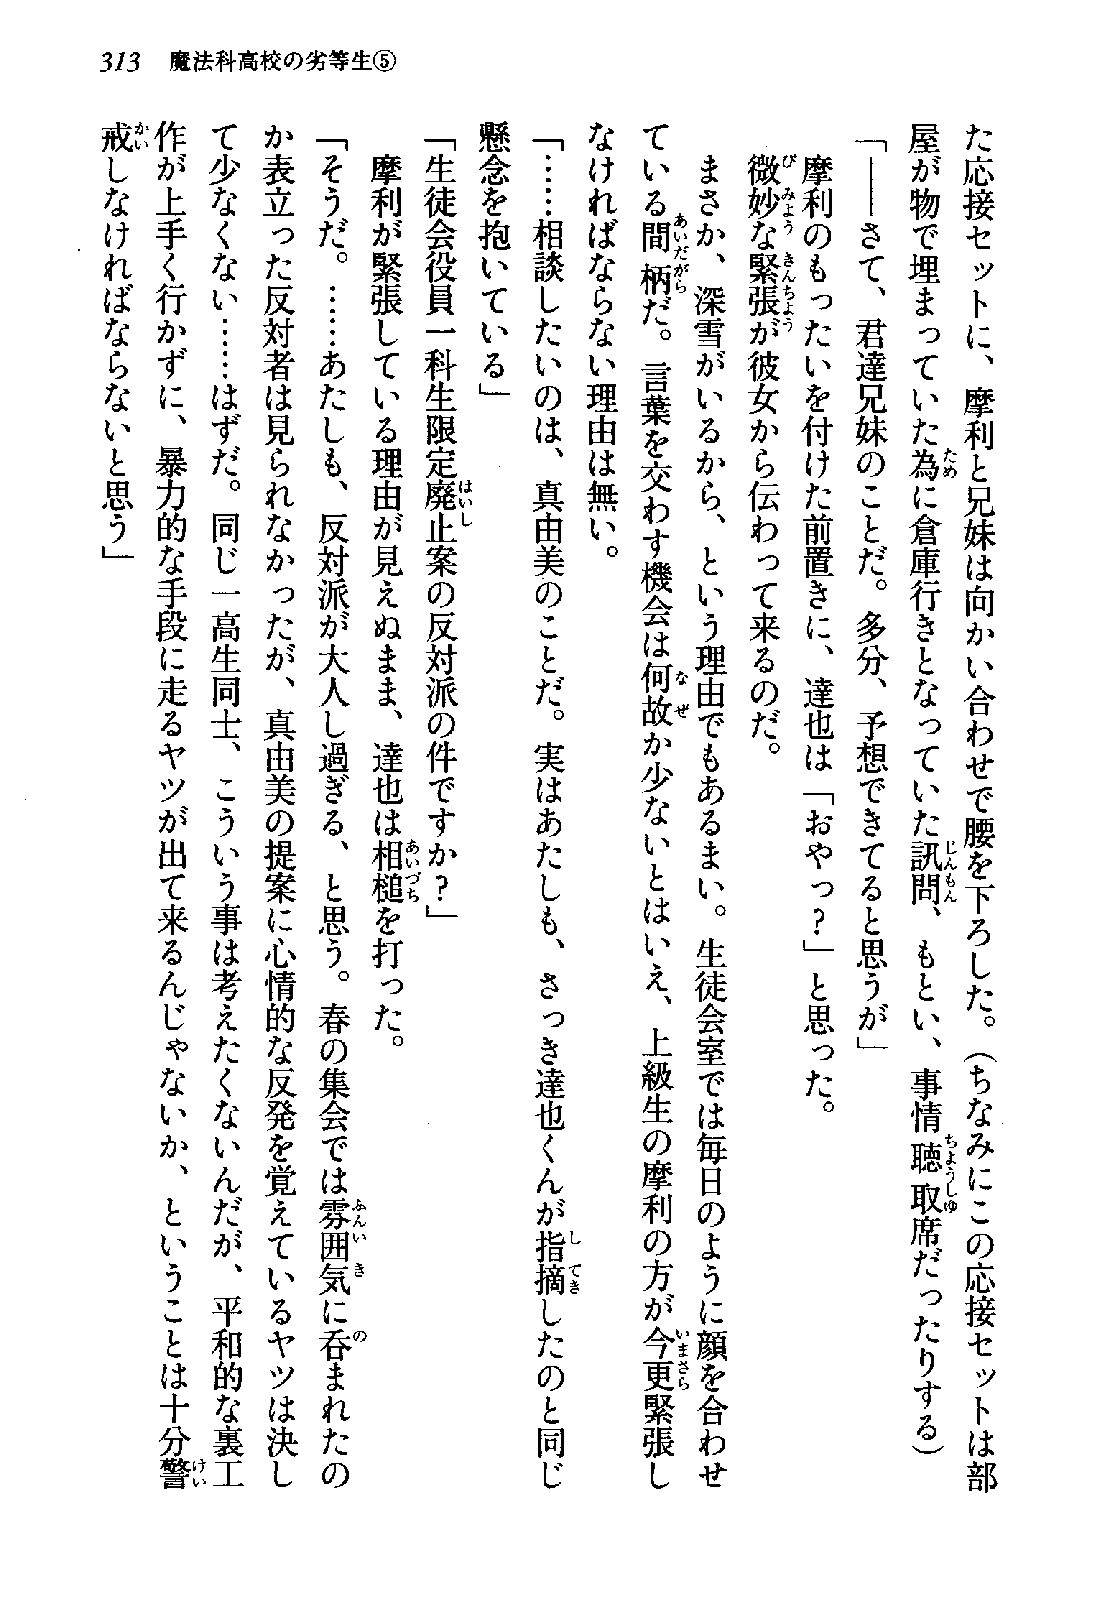 313 魔法科高校の劣等生⑤
た応接セットに、摩利と兄妹は向かい合わせで腰を下ろした。（ちなみにこの応接セットは部
屋が物で埋まっていた為に倉庫行きとなっていた訊問、もとい、事情聴取席だったりする）
「――さて、君達兄妹のことだ。多分、予想できてると思うが」
摩利のもったいを付けた前置きに、達也は「おやっ？」と思った。
微妙な緊張が彼女から伝わって来るのだ。
まさか、深雪がいるから、という理由でもあるまい。生徒会室では毎日のように顔を合わせ
ている間柄だ。言葉を交わす機会は何故か少ないとはいえ、上級生の摩利の方が今更緊張し
なければならない理由は無い。
「……相談したいのは、真由美のことだ。実はあたしも、さっき達也くんが指摘したのと同じ
懸念を抱いている」
「生徒会役員一科生限定廃止案の反対派の件ですか？」
摩利が緊張している理由が見えぬまま、達也は相槌を打った。
「そうだ。……あたしも、反対派が大人し過ぎる、と思う。春の集会では雰囲気に呑まれたの
か表立った反対者は見られなかったが、真由美の提案に心情的な反発を覚えているヤツは決し
て少なくない……はずだ。同じ一高生同士、こういう事は考えたくないんだが、平和的な裏工
作が上手く行かずに、暴力的な手段に走るヤツが出て来るんじゃないか、ということは十分警
戒しなければならないと思う」